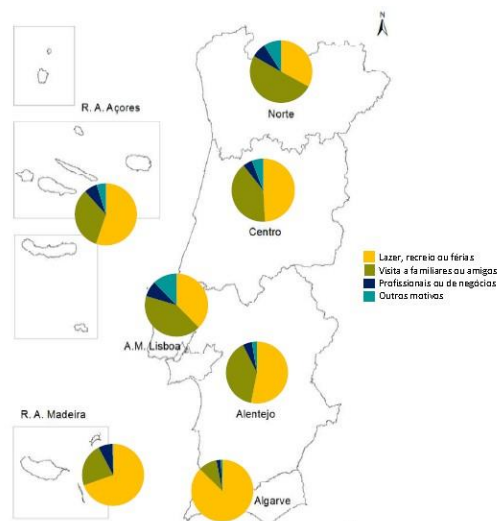 N
R. A. Açores
Norte
Centro
Lazer, recreio ou férias
Visita a familiares ou amigos
Profissionais ou de negócios
Outros motivos
A.M. Lisboa
Alentejo
R. A. Madeira
Algarve